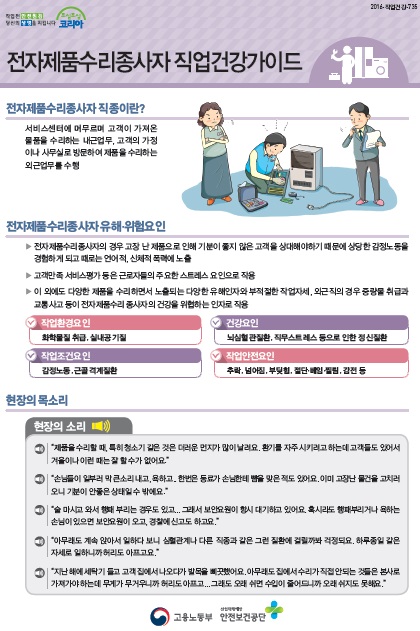 2016-직업건강-735
작업전 안전점검
당신의 생명을 지킵니다
조심조심
코리아
전자제품수리종사자 직업건강가이드
전자제품수리종사자 직종이란?
서비스센터에 머무르며 고객이 가져온
물품을 수리하는 내근업무, 고객의 가정
이나 사무실로 방문하여 제품을 수리하는
외근업무를 수행
전자제품수리종사자 유해·위험요인
▶ 전자제품수리종사자의 경우 고장 난 제품으로 인해 기분이 좋지 않은 고객을 상대해야하기 때문에 상당한 감정노동을
경험하게 되고 때로는 언어적, 신체적 폭력에 노출
▶ 고객만족 서비스평가 등은 근로자들의 주요한 스트레스 요인으로 작용
▶ 이 외에도 다양한 제품을 수리하면서 노출되는 다양한 유해인자와 부적절한 작업자세, 외근직의 경우 중량물 취급과
교통사고 등이 전자제품수리종사자의 건강을 위협하는 인자로 작용
작업환경요인
화학물질 취급, 실내공기질
건강요인
뇌심혈관질환, 직무스트레스 등으로 인한 정신질환
작업조건요인
감정노동, 근골격계질환
작업안전요인
추락, 넘어짐, 부딪힘, 절단·베임·찔림, 감전 등
현장의 목소리
현장의 소리
"제품을 수리할 때, 특히 청소기 같은 것은 더러운 먼지가 많이 날려요. 환기를 자주 시키려고 하는데 고객들도 있어서
겨울이나 이런 때는 잘 할 수가 없어요."
"손님들이 일부러 막 큰소리 내고, 욕하고.. 한번은 동료가 손님한테 뺨을 맞은 적도 있어요. 이미 고장난 물건을 고치러
오니 기분이 안좋은 상태일 수 밖에요."
"술 마시고 와서 행패 부리는 경우도 있고... 그래서 보안요원이 항시 대기하고 있어요. 혹시라도 행패부리거나 욕하는
손님이 있으면 보안요원이 오고, 경찰에 신고도 하고요."
"아무래도 계속 앉아서 일하다 보니 심혈관계나 다른 직종과 같은 그런 질환에 걸릴까봐 걱정되요. 하루종일 같은
자세로 일하니까 허리도 아프고요."
"지난 해에 세탁기 들고 고객 집에서 나오다가 발목을 삐끗했어요. 아무래도 집에서 수리가 직접 안되는 것들은 본사로
가져가야 하는데 무게가 무거우니까 허리도 아프고... 그래도 오래 쉬면 수입이 줄어드니까 오래 쉬지도 못해요."
고용노동부
산업재해예방
안전보건공단